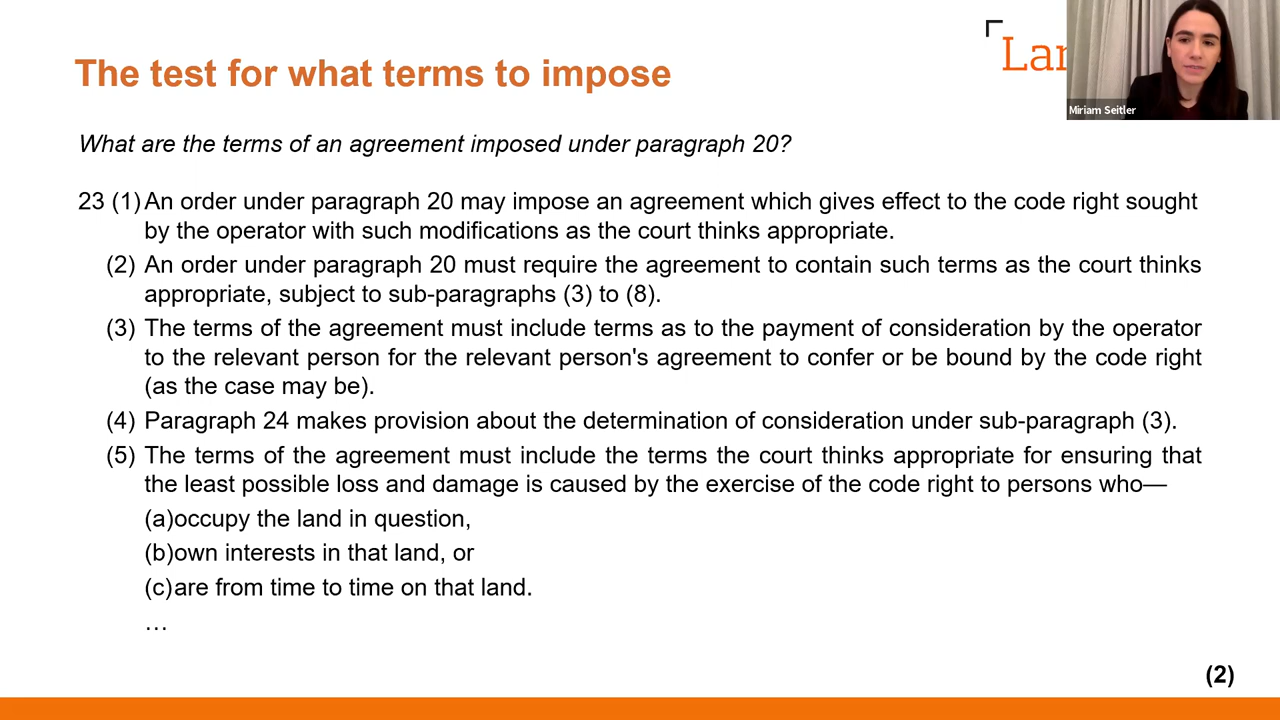 The test for what terms to impose
Lar
Miriam Seitler
What are the terms of an agreement imposed under paragraph 20?
23 (1) An order under paragraph 20 may impose an agreement which gives effect to the code right sought
by the operator with such modifications as the court thinks appropriate.
(2) An order under paragraph 20 must require the agreement to contain such terms as the court thinks
appropriate, subject to sub-paragraphs (3) to (8).
(3) The terms of the agreement must include terms as to the payment of consideration by the operator
to the relevant person for the relevant person's agreement to confer or be bound by the code right
(as the case may be).
(4) Paragraph 24 makes provision about the determination of consideration under sub-paragraph (3).
(5) The terms of the agreement must include the terms the court thinks appropriate for ensuring that
the least possible loss and damage is caused by the exercise of the code right to persons who—
(a)occupy the land in question,
(b)own interests in that land, or
(c)are from time to time on that land.
…
(2)